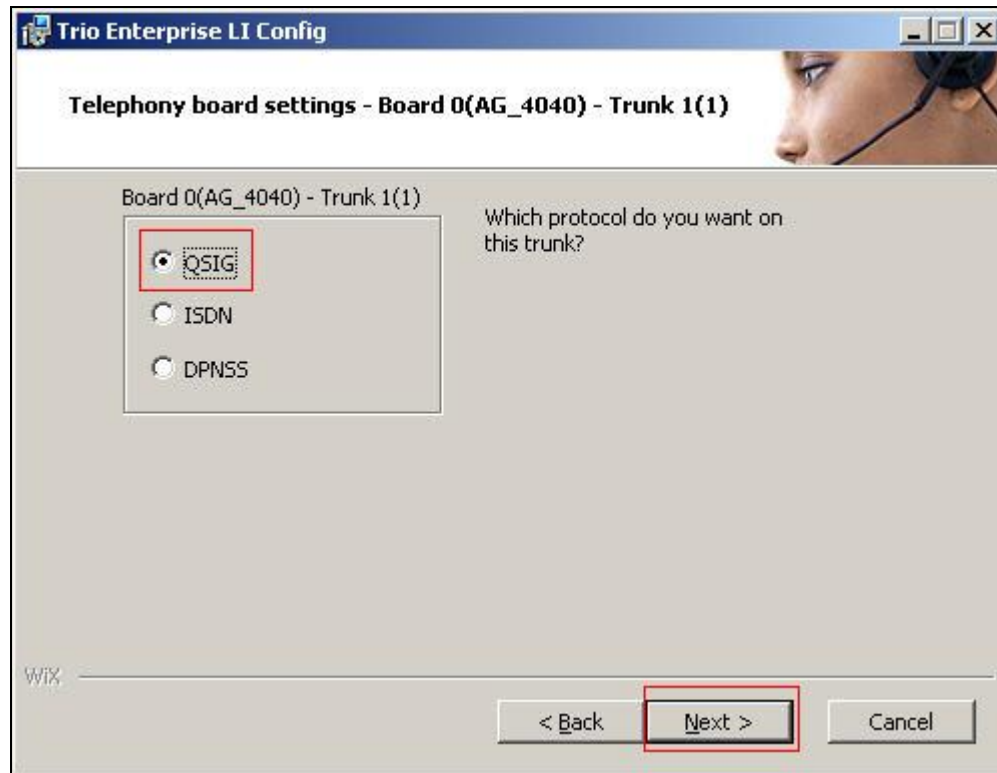 Trio Enterprise LI Config
Telephony board settings - Board 0(AG_4040) - Trunk 1(1)
Board 0(AG_4040) - Trunk 1(1)
Which protocol do you want on
this trunk?
QSIG
ISDN
DPNSS
WiX
< Back
Next >
Cancel